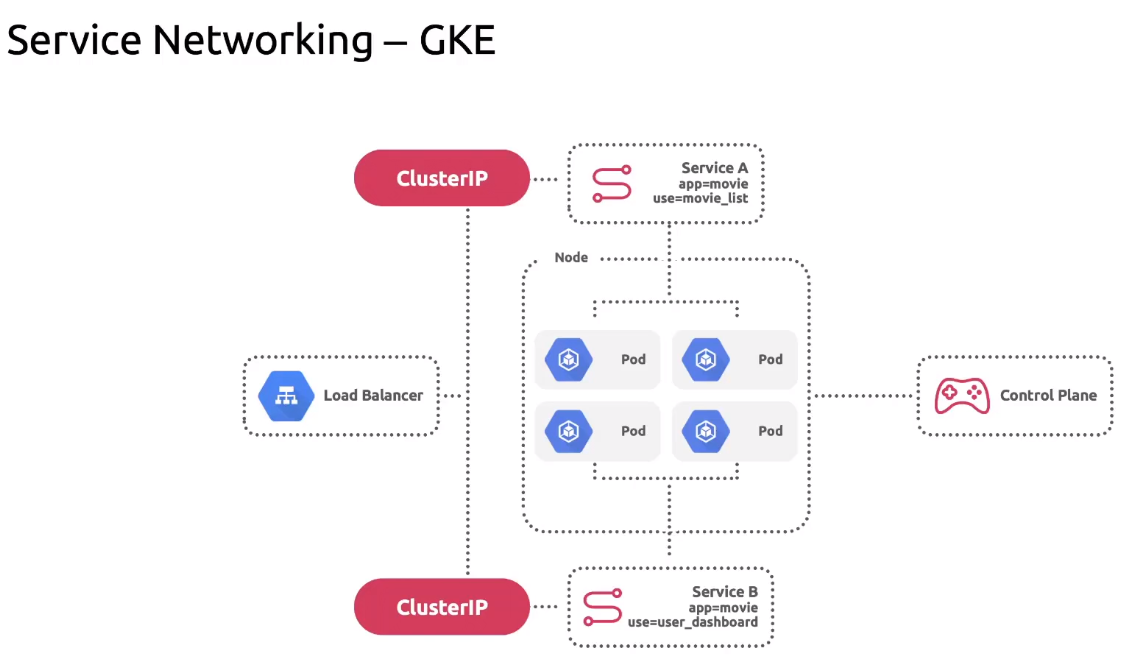 Service Networking – GKE
ClusterIP
Service A
app=movie
use=movie_list
Node
Pod
Pod
Load Balancer
Control Plane
Pod
Pod
ClusterIP
Service B
app=movie
use=user_dashboard